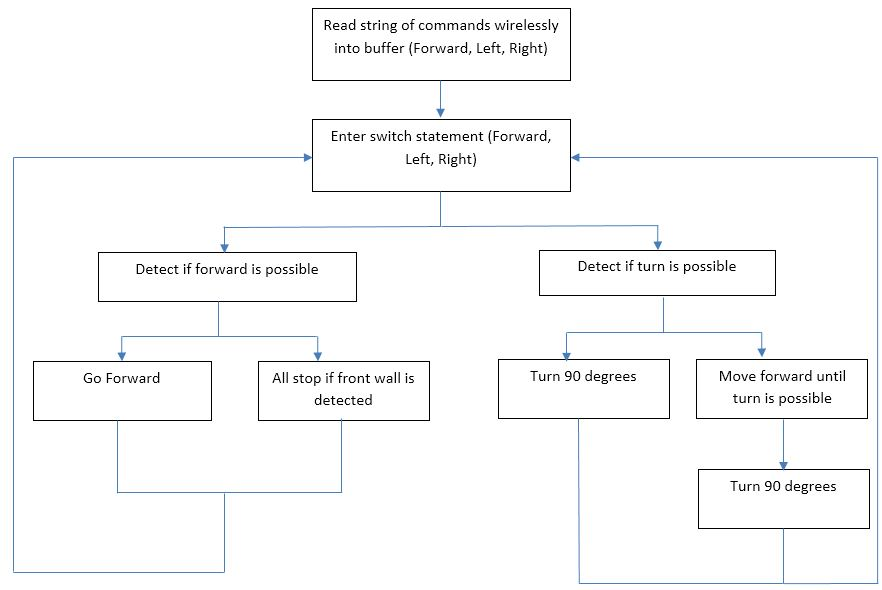 Read string of commands wirelessly
into buffer (Forward, Left, Right)
Enter switch statement (Forward,
Left, Right)
Detect if forward is possible
Detect if turn is possible
Go Forward
All stop if front wall is
detected
Turn 90 degrees
Move forward until
turn is possible
Turn 90 degrees